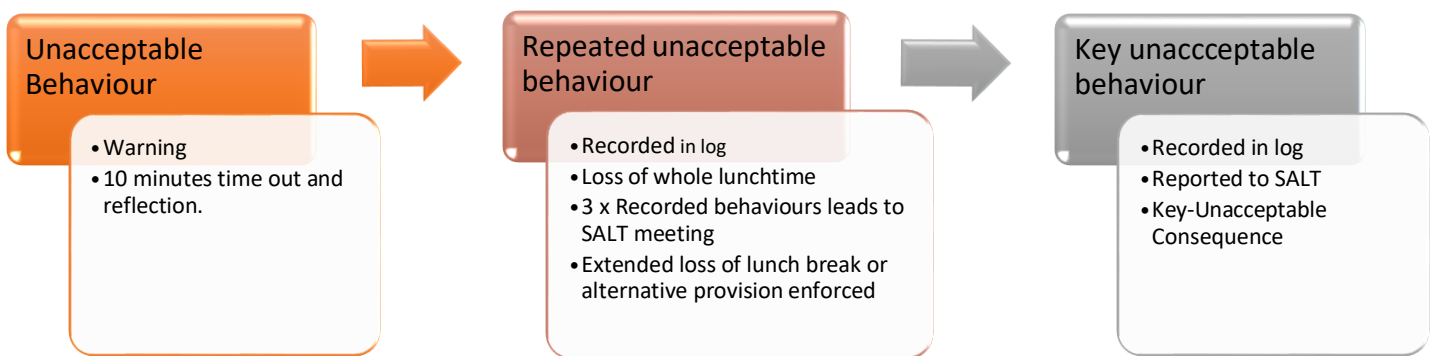 Unacceptable
Behaviour
• Warning
• 10 minutes time out and
reflection.
Repeated unacceptable
behaviour
• Recorded in log
• Loss of whole lunchtime
• 3 x Recorded behaviours leads to
SALT meeting
• Extended loss of lunch break or
alternative provision enforced
Key unaccceptable
behaviour
• Recorded in log
• Reported to SALT
• Key-Unacceptable
Consequence